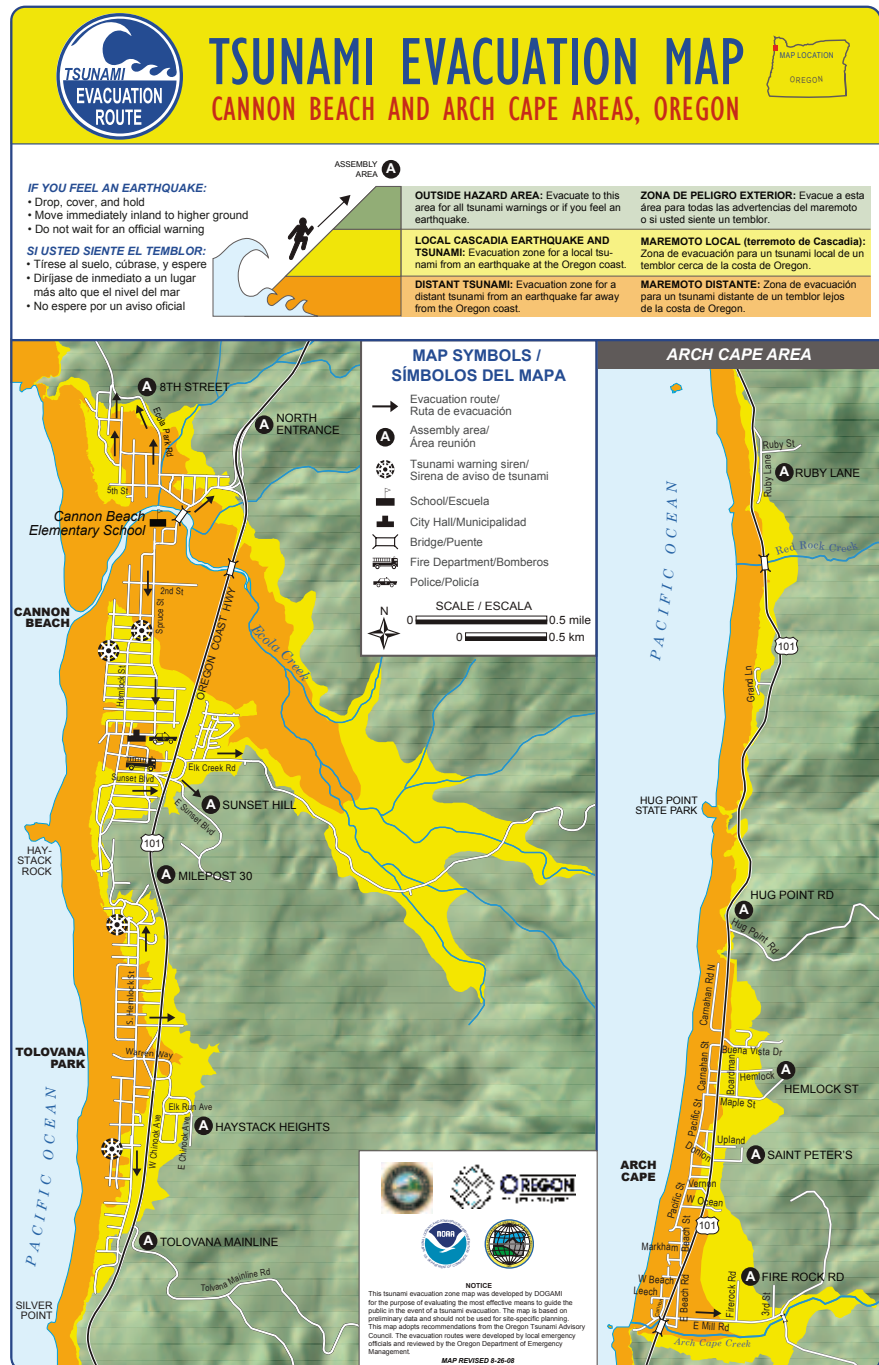 TSUNAMI
EVACUATION
ROUTE
TSUNAMI EVACUATION MAP
CANNON BEACH AND ARCH CAPE AREAS, OREGON
MAP LOCATION
OREGON
IF YOU FEEL AN EARTHQUAKE:
• Drop, cover, and hold
• Move immediately inland to higher ground
• Do not wait for an official warning
SI USTED SIENTE EL TEMBLOR:
• Tírese al suelo, cúbrase, y espere
• Diríjase de inmediato a un lugar
más alto que el nivel del mar
• No espere por un aviso oficial
ASSEMBLY
AREA A
OUTSIDE HAZARD AREA: Evacuate to this
area for all tsunami warnings or if you feel an
earthquake.
ZONA DE PELIGRO EXTERIOR: Evacue a esta
área para todas las advertencias del maremoto
o si usted siente un temblor.
LOCAL CASCADIA EARTHQUAKE AND
TSUNAMI: Evacuation zone for a local tsu-
nami from an earthquake at the Oregon coast.
MAREMOTO LOCAL (terremoto de Cascadia):
Zona de evacuación para un tsunami local de un
temblor cerca de la costa de Oregon.
DISTANT TSUNAMI: Evacuation zone for a
distant tsunami from an earthquake far away
from the Oregon coast.
MAREMOTO DISTANTE: Zona de evacuación
para un tsunami distante de un temblor lejos
de la costa de Oregon.
A 8TH STREET
A NORTH
ENTRANCE
Ecola Park Rd
5th St
Cannon Beach
Elementary School
2nd St
Spruce St
CANNON
BEACH
OREGON COAST HWY
Ecola Creek
Hemlock St
Elk Creek Rd
Sunset Blvd
E Sunset Blvd
A SUNSET HILL
101
HAY-
STACK
ROCK
A MILEPOST 30
S. Hemlock St
TOLOVANA
PARK
Warren Way
Elk Run Ave
W Chinook Ave
E Chinook Ave
A HAYSTACK HEIGHTS
PACIFIC OCEAN
A TOLOVANA MAINLINE
Tolvana Mainline Rd
SILVER
POINT
MAP SYMBOLS /
SÍMBOLOS DEL MAPA
Evacuation route/
Ruta de evacuación
A Assembly area/
Área reunión
Tsunami warning siren/
Sirena de aviso de tsunami
School/Escuela
City Hall/Municipalidad
Bridge/Puente
Fire Department/Bomberos
Police/Policía
N
SCALE / ESCALA
0 0.5 mile
0 0.5 km
OREGON
NOAA
NOTICE
This tsunami evacuation zone map was developed by DOGAMI
for the purpose of evaluating the most effective means to guide the
public in the event of a tsunami evacuation. The map is based on
preliminary data and should not be used for site-specific planning.
This map adopts recommendations from the Oregon Tsunami Advisory
Council. The evacuation routes were developed by local emergency
officials and reviewed by the Oregon Department of Emergency
Management.
MAP REVISED 8-26-08
ARCH CAPE AREA
Ruby St
Ruby Lane
A RUBY LANE
PACIFIC OCEAN
Red Rock Creek
101
Grand Ln
HUG POINT
STATE PARK
HUG POINT RD
A
Hug Point Rd
Carnahan Rd N
Buena Vista Dr
Carnahan St
Boardman
Hemlock A
HEMLOCK ST
Maple St
Pacific St
Upland
Donlon
A SAINT PETER'S
ARCH
CAPE
Vernon
W Ocean
Pacific St
101
Beach St
Markham
A FIRE ROCK RD
W Beach
Leech
E Beach Rd
Firerock Rd
3rd St
E Mill Rd
Arch Cape Creek